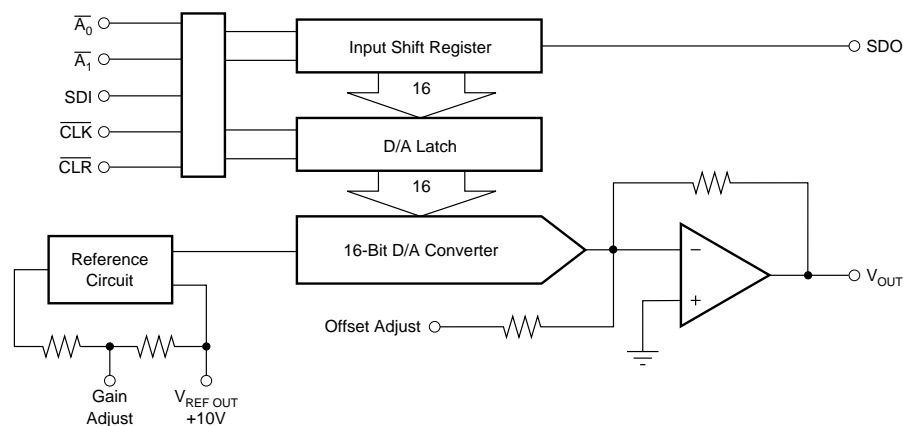 A̅0̅
Input Shift Register
SDO
A̅1̅
16
SDI
C̅L̅K̅
D/A Latch
C̅L̅R̅
16
Reference
Circuit
16-Bit D/A Converter
–
+
VOUT
Offset Adjust
Gain
Adjust
VREF OUT
+10V